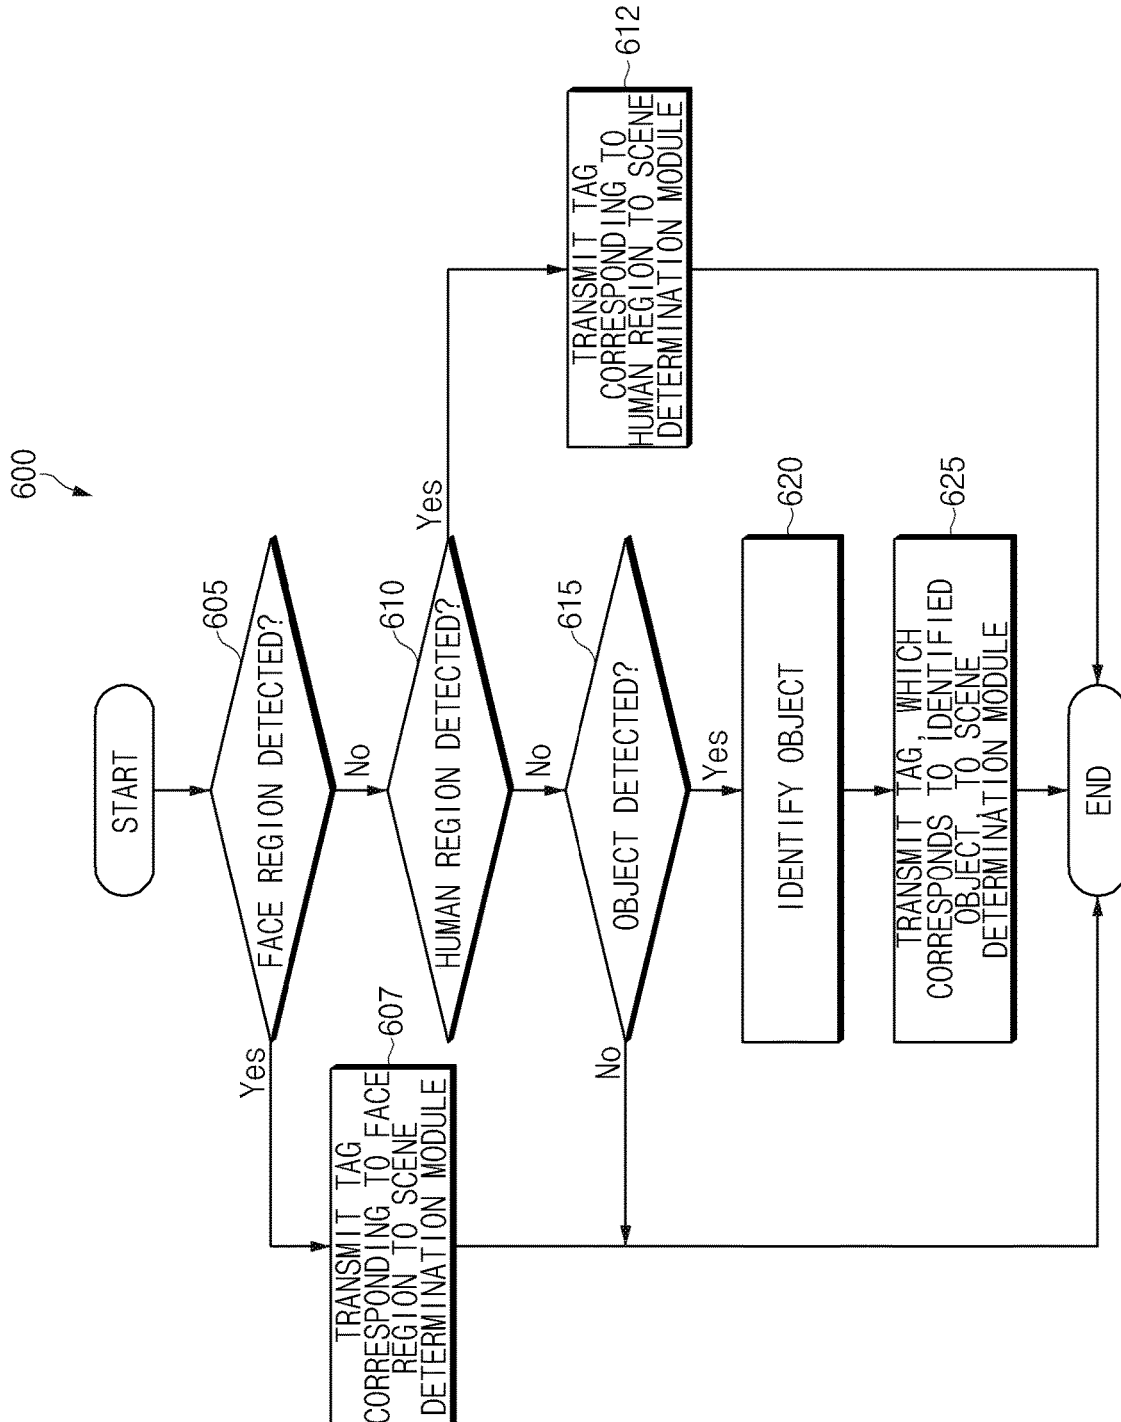 600
START
FACE REGION DETECTED?
605
Yes
No
TRANSMIT TAG
CORRESPONDING TO FACE
REGION TO SCENE
DETERMINATION MODULE
607
HUMAN REGION DETECTED?
610
Yes
No
TRANSMIT TAG
CORRESPONDING TO
HUMAN REGION TO SCENE
DETERMINATION MODULE
612
OBJECT DETECTED?
615
No
Yes
IDENTIFY OBJECT
620
TRANSMIT TAG, WHICH
CORRESPONDS TO IDENTIFIED
OBJECT, TO SCENE
DETERMINATION MODULE
625
END